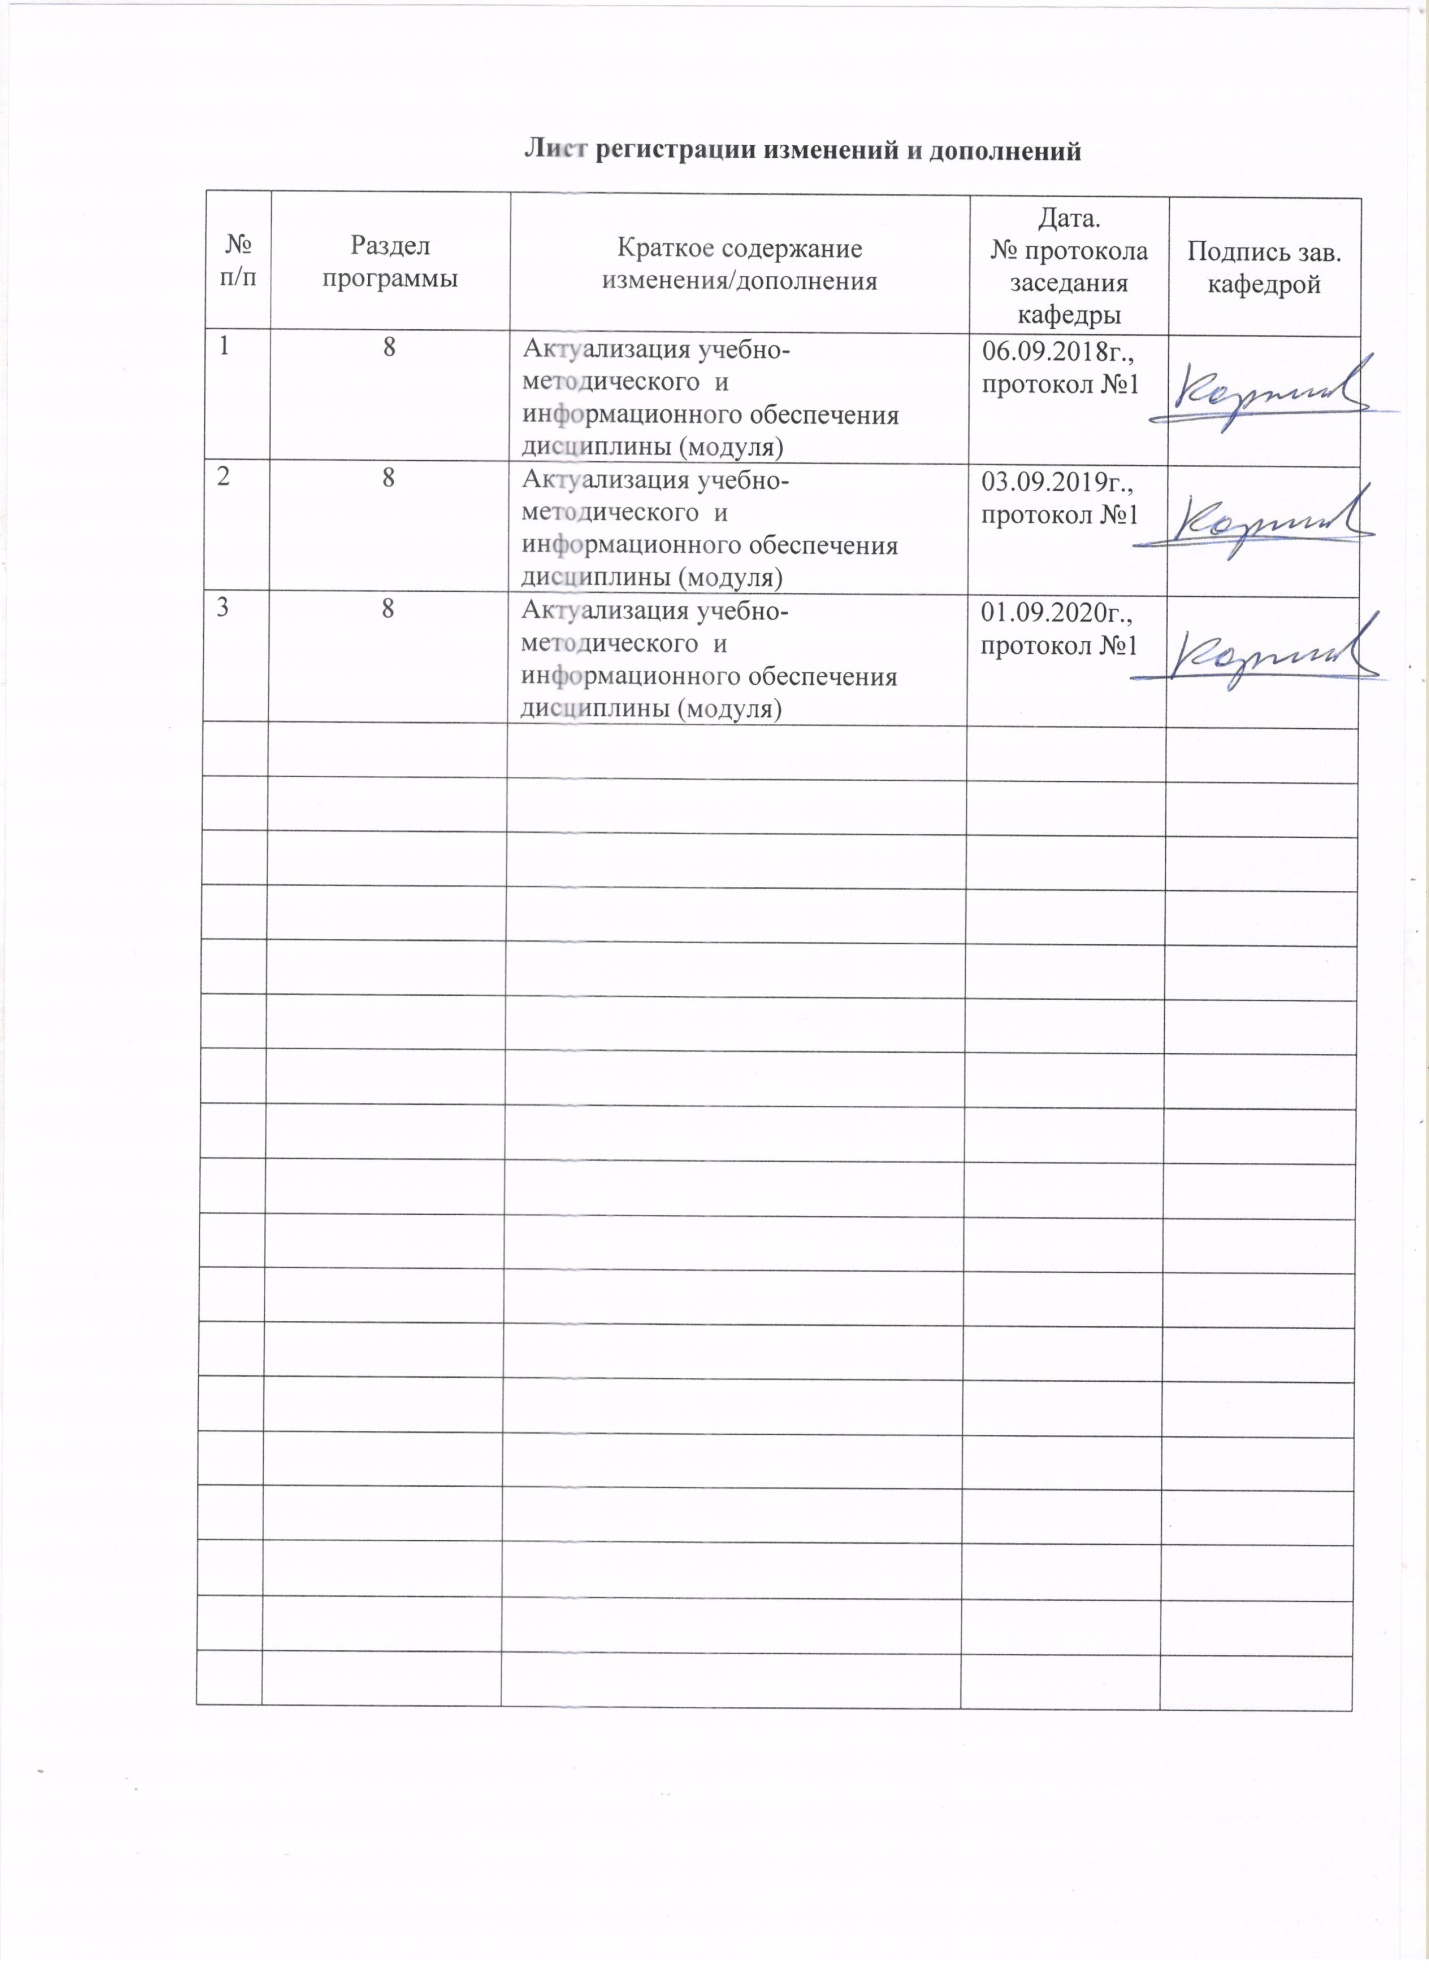 Лист регистрации изменений и дополнений
№
п/п
Раздел
программы
Краткое содержание
изменения/дополнения
Дата.
№ протокола
заседания
кафедры
Подпись зав.
кафедрой
1
8
Актуализация учебно-
методического и
информационного обеспечения
дисциплины (модуля)
06.09.2018г.,
протокол №1
2
8
Актуализация учебно-
методического и
информационного обеспечения
дисциплины (модуля)
03.09.2019г.,
протокол №1
3
8
Актуализация учебно-
методического и
информационного обеспечения
дисциплины (модуля)
01.09.2020г.,
протокол №1